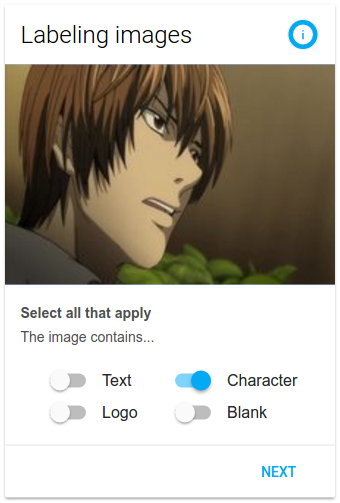 Labeling images
i
Select all that apply
The image contains...
Text Character
Logo Blank
NEXT